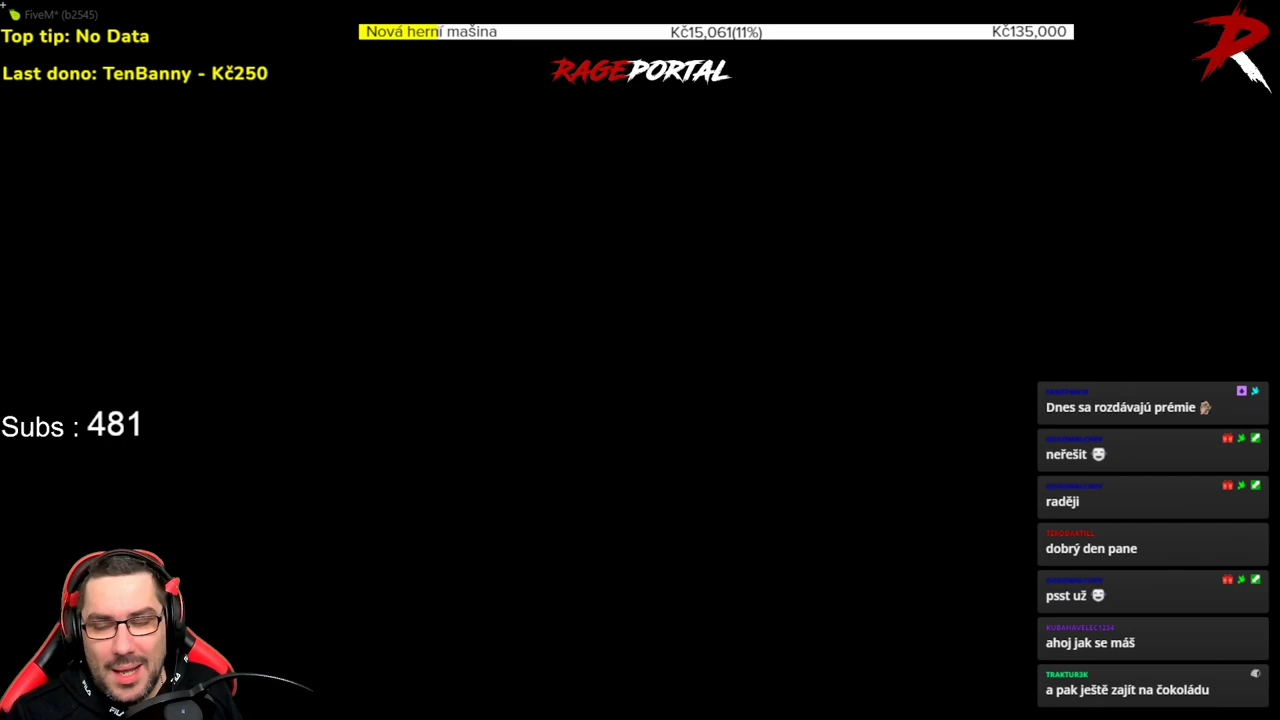 FiveM* (b2545)
Top tip: No Data
Last dono: TenBanny - Kč250
Nová herní mašina Kč15,061(11%) Kč135,000
RAGEPORTAL
R
Subs : 481
Dnes sa rozdávajú prémie
neřešit
raději
dobrý den pane
psst už
KUBAHAVELEC1234
ahoj jak se máš
TRAKTUR3K
a pak ještě zajít na čokoládu
FILA
FILA